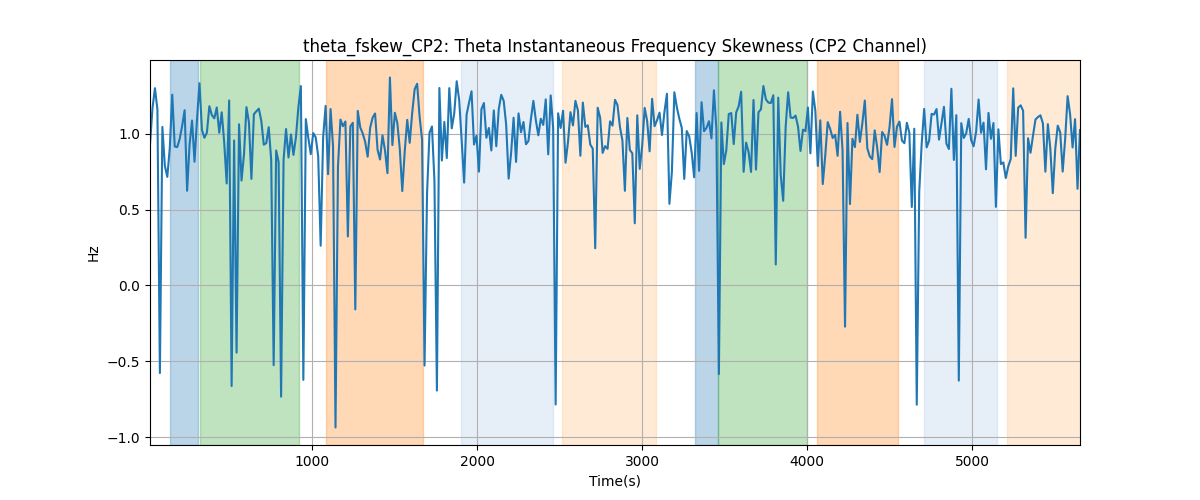 theta_fskew_CP2: Theta Instantaneous Frequency Skewness (CP2 Channel)
1.0
0.5
0.0
−0.5
−1.0
Hz
1000 2000 3000 4000 5000
Time(s)